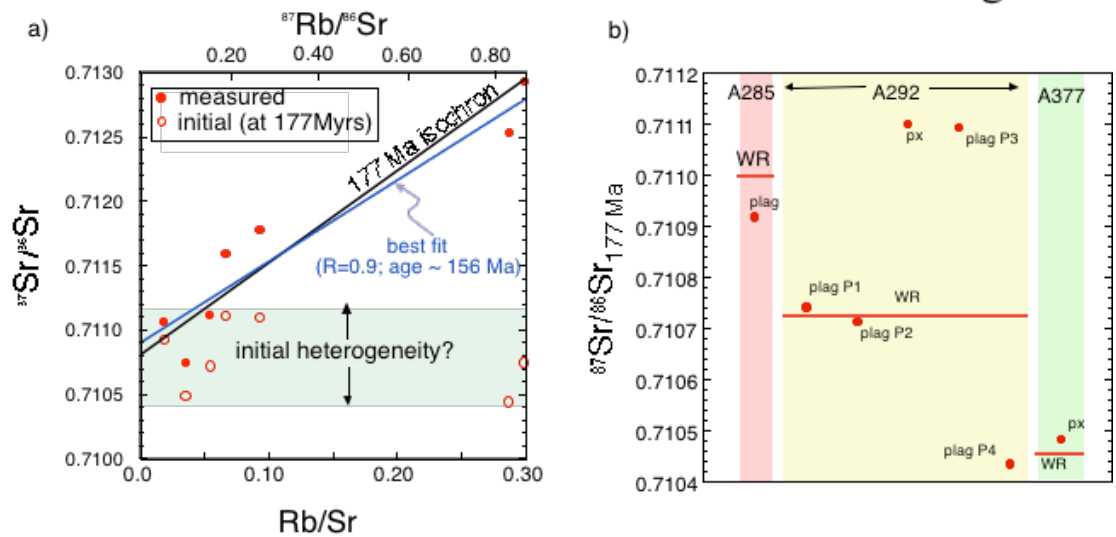 a)
⁸⁷Rb/⁸⁶Sr
0.20 0.40 0.60 0.80
0.7130
0.7125
0.7120
0.7115
0.7110
0.7105
0.7100
measured
initial (at 177Myrs)
177 Ma isochron
best fit
(R=0.9; age ~ 156 Ma)
initial heterogeneity?
0.0 0.10 0.20 0.30
Rb/Sr
b)
0.7112
0.7111
0.7110
0.7109
0.7108
0.7107
0.7106
0.7105
0.7104
⁸⁷Sr/⁸⁶Sr₁₇₇ Ma
A285
A292
A377
WR
plag
px
plag P3
plag P1
WR
plag P2
plag P4
px
WR